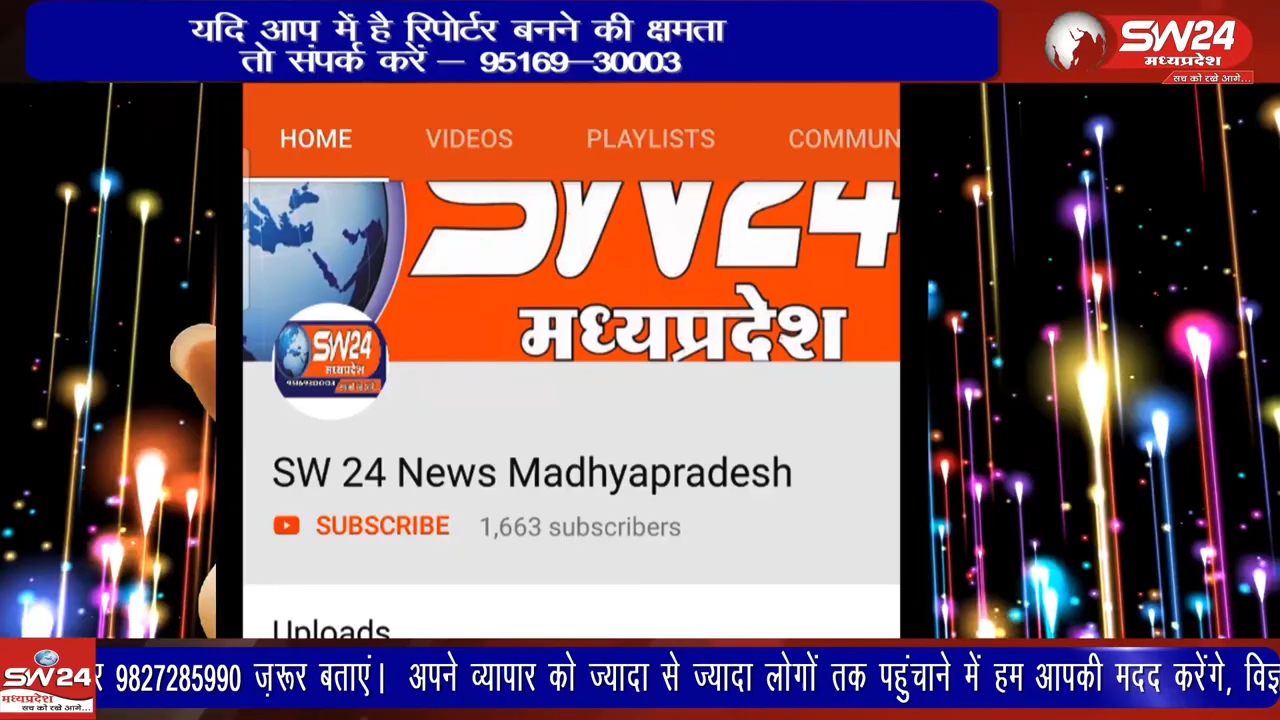 यदि आप में है रिपोर्टर बनने की क्षमता
तो संपर्क करें – 95169–30003
SW24
मध्यप्रदेश
सच को रखे आगे...
HOME VIDEOS PLAYLISTS COMMUN
SW24
मध्यप्रदेश
SW24
मध्यप्रदेश
9516930003
SW 24 News Madhyapradesh
SUBSCRIBE 1,663 subscribers
Uploads
SW24
मध्यप्रदेश
सच को रखे आगे...
र 9827285990 ज़रूर बताएं। अपने व्यापार को ज्यादा से ज्यादा लोगों तक पहुंचाने में हम आपकी मदद करेंगे, विज्ञ